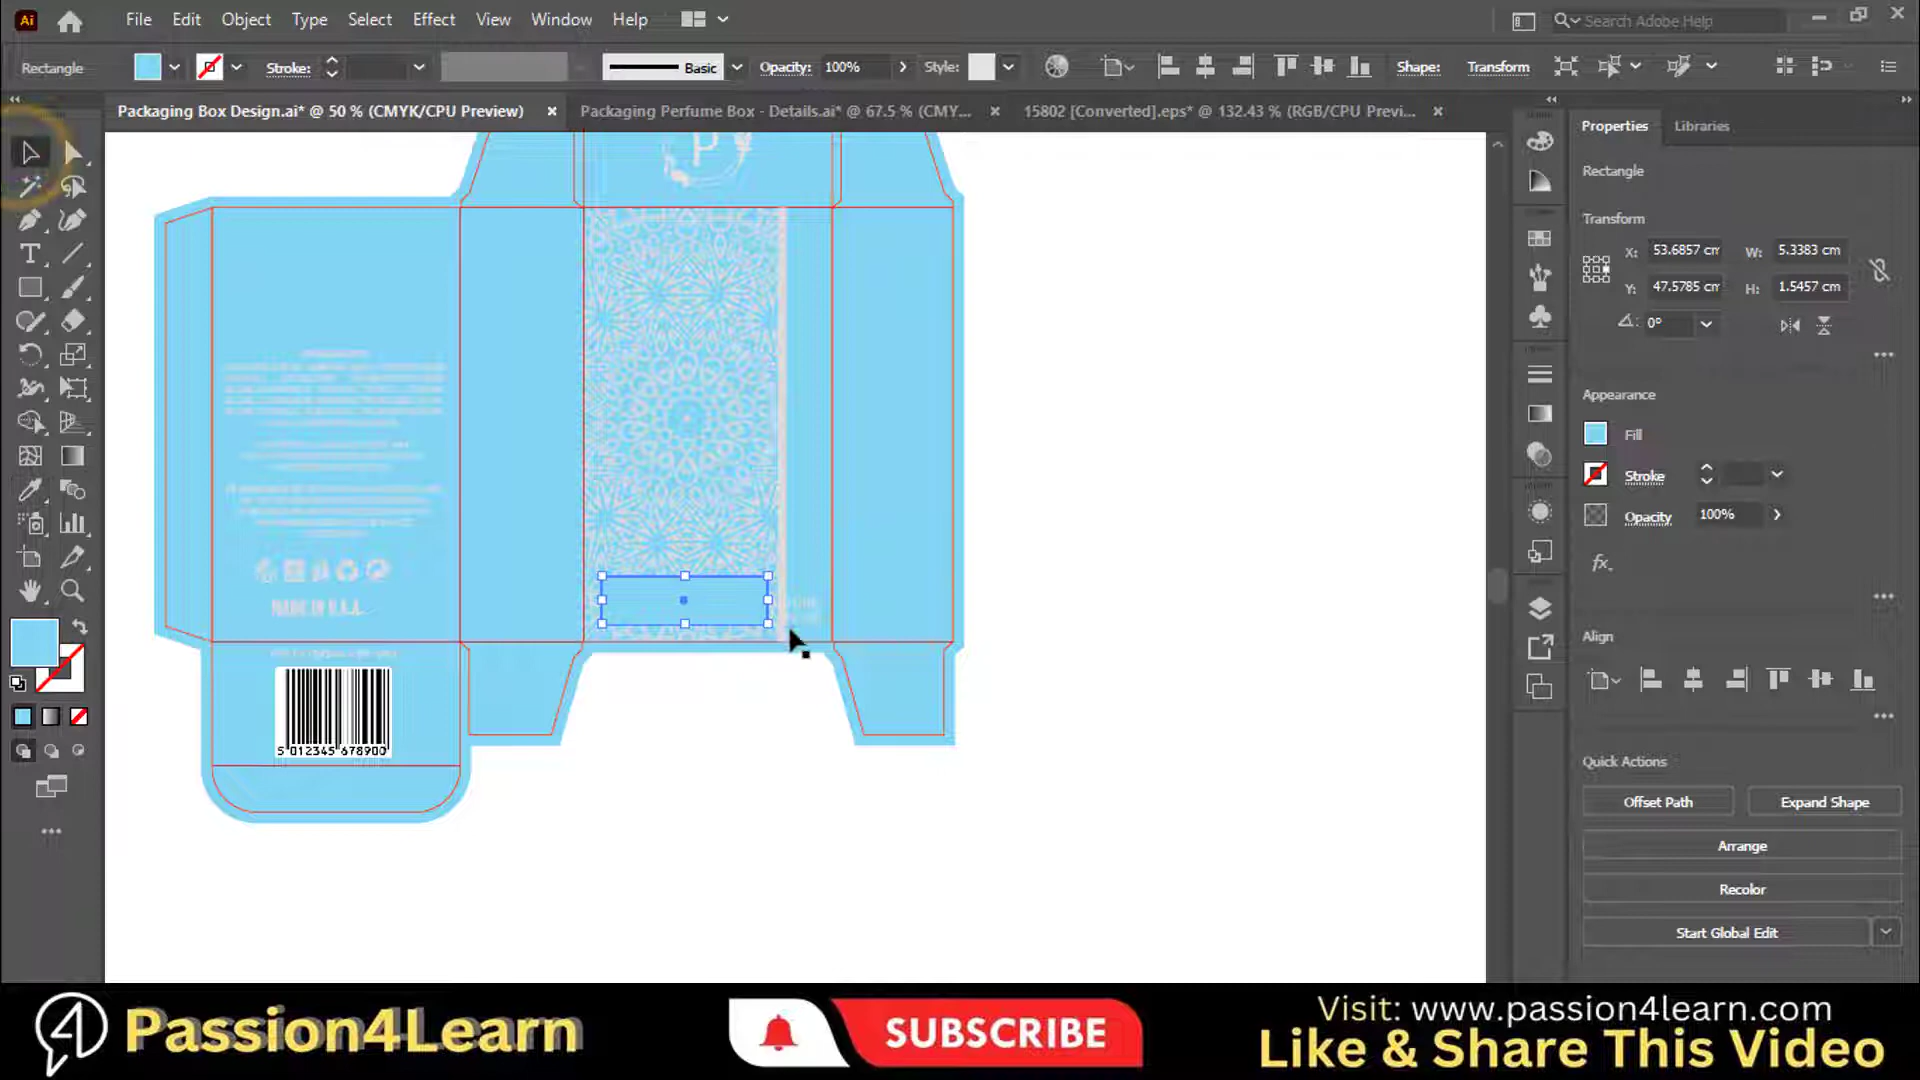 Ai File Edit Object Type Select Effect View Window Help Search Adobe Help
Rectangle Stroke: Basic Opacity: 100% Style: Shape: Transform
Packaging Box Design.ai* @ 50 % (CMYK/CPU Preview) × Packaging Perfume Box - Details.ai* @ 67.5 % (CMY... × 15802 [Converted].eps* @ 132.43 % (RGB/CPU Previ... ×
Properties Libraries
Rectangle
Transform
X: 53.6857 cm W: 5.3383 cm
Y: 47.5785 cm H: 1.5457 cm
0°
Appearance
Fill
Stroke
Opacity 100%
fx.
Align
Quick Actions
Offset Path Expand Shape
Arrange
Recolor
Start Global Edit
P
MADE IN U.S.A.
5 012345 678900
Passion4Learn
SUBSCRIBE
Visit: www.passion4learn.com
Like & Share This Video